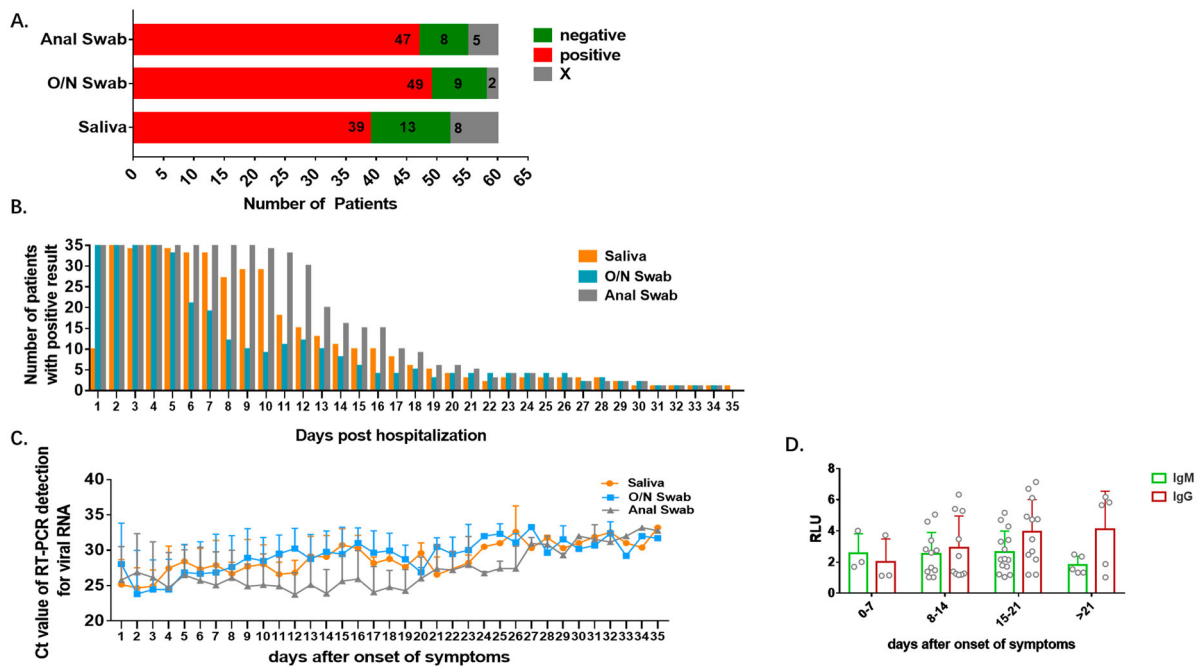 A.
Anal Swab
47 8 5
O/N Swab
49 9 2
Saliva
39 13 8
0 5 10 15 20 25 30 35 40 45 50 55 60 65
Number of Patients
negative
positive
X
B.
Number of patients
with positive result
35
30
25
20
15
10
5
0
1 2 3 4 5 6 7 8 9 10 11 12 13 14 15 16 17 18 19 20 21 22 23 24 25 26 27 28 29 30 31 32 33 34 35
Days post hospitalization
Saliva
O/N Swab
Anal Swab
C.
Ct value of RT-PCR detection
for viral RNA
40
35
30
25
20
1 2 3 4 5 6 7 8 9 10 11 12 13 14 15 16 17 18 19 20 21 22 23 24 25 26 27 28 29 30 31 32 33 34 35
days after onset of symptoms
Saliva
O/N Swab
Anal Swab
D.
RLU
8
6
4
2
0
0-7
8-14
15-21
>21
days after onset of symptoms
IgM
IgG